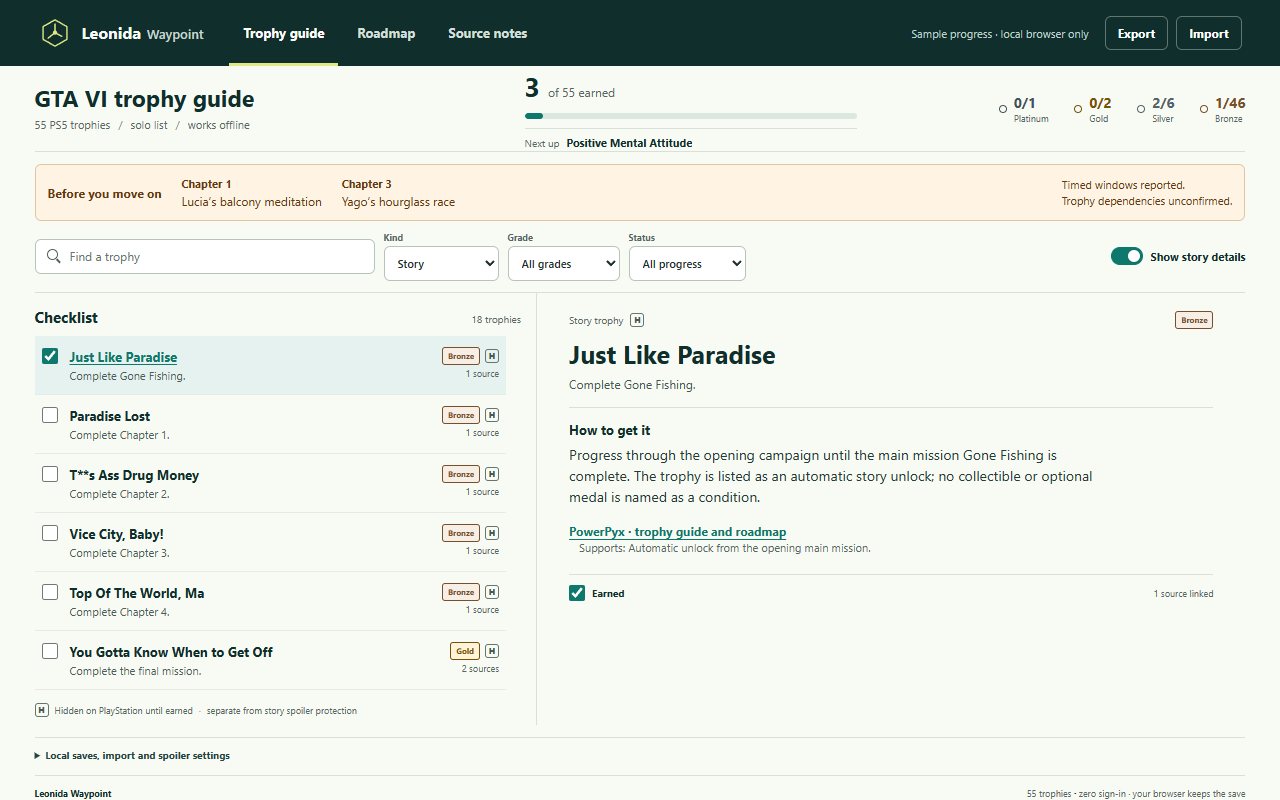 Leonida Waypoint
Trophy guide
Roadmap
Source notes
Sample progress · local browser only
Export
Import
GTA VI trophy guide
55 PS5 trophies / solo list / works offline
3 of 55 earned
Next up Positive Mental Attitude
0/1
Platinum
0/2
Gold
2/6
Silver
1/46
Bronze
Before you move on
Chapter 1
Lucia’s balcony meditation
Chapter 3
Yago’s hourglass race
Timed windows reported.
Trophy dependencies unconfirmed.
Find a trophy
Kind
Story
Grade
All grades
Status
All progress
Show story details
Checklist
18 trophies
Just Like Paradise
Complete Gone Fishing.
Bronze H
1 source
Paradise Lost
Complete Chapter 1.
Bronze H
1 source
T**s Ass Drug Money
Complete Chapter 2.
Bronze H
1 source
Vice City, Baby!
Complete Chapter 3.
Bronze H
1 source
Top Of The World, Ma
Complete Chapter 4.
Bronze H
1 source
You Gotta Know When to Get Off
Complete the final mission.
Gold H
2 sources
H Hidden on PlayStation until earned · separate from story spoiler protection
Story trophy H
Bronze
Just Like Paradise
Complete Gone Fishing.
How to get it
Progress through the opening campaign until the main mission Gone Fishing is
complete. The trophy is listed as an automatic story unlock; no collectible or optional
medal is named as a condition.
PowerPyx · trophy guide and roadmap
Supports: Automatic unlock from the opening main mission.
Earned
1 source linked
Local saves, import and spoiler settings
Leonida Waypoint
55 trophies · zero sign-in · your browser keeps the save